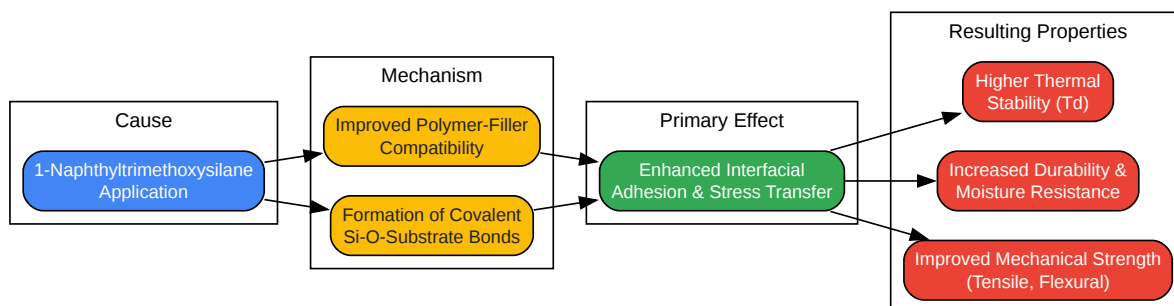 Cause
1-Naphthyltrimethoxysilane
Application
Mechanism
Improved Polymer-Filler
Compatibility
Formation of Covalent
Si-O-Substrate Bonds
Primary Effect
Enhanced Interfacial
Adhesion & Stress Transfer
Resulting Properties
Higher Thermal
Stability (Td)
Increased Durability &
Moisture Resistance
Improved Mechanical Strength
(Tensile, Flexural)